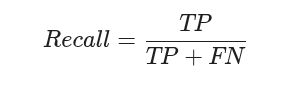 Recall = TP / TP + FN